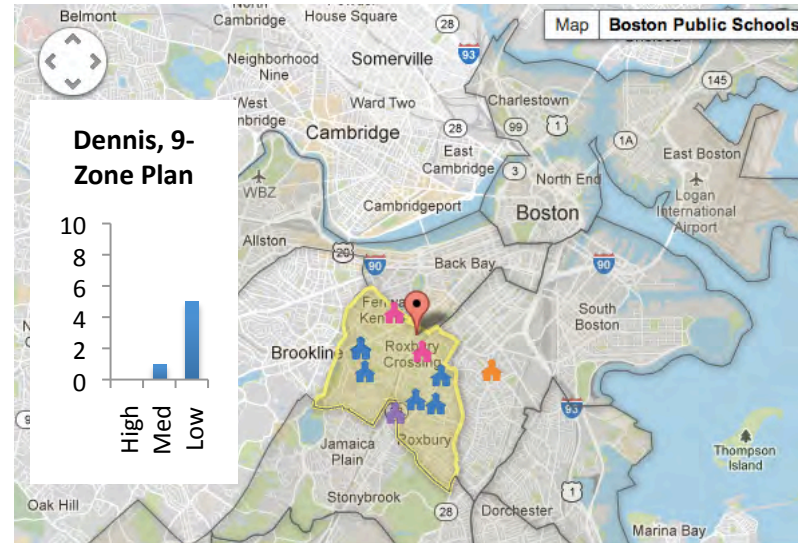 Belmont
North
Cambridge
House Square
28
Map
Boston Public Schools
93
145
Neighborhood
Nine
Somerville
West
Ward Two
Charlestown
Cambridge
28
99
1
1A
East
Cambridge
East Boston
3
North End
Logan
International
Airport
WBZ
Cambridgeport
Boston
Allston
20
90
Back Bay
90
South
Boston
Brookline
Roxbury
Crossing
93
Jamaica
Plain
Roxbury
Thompson
Island
Stonybrook
1
Oak Hill
28
Dorchester
Marina Bay
Dennis, 9-
Zone Plan
10
8
6
4
2
0
High
Med
Low